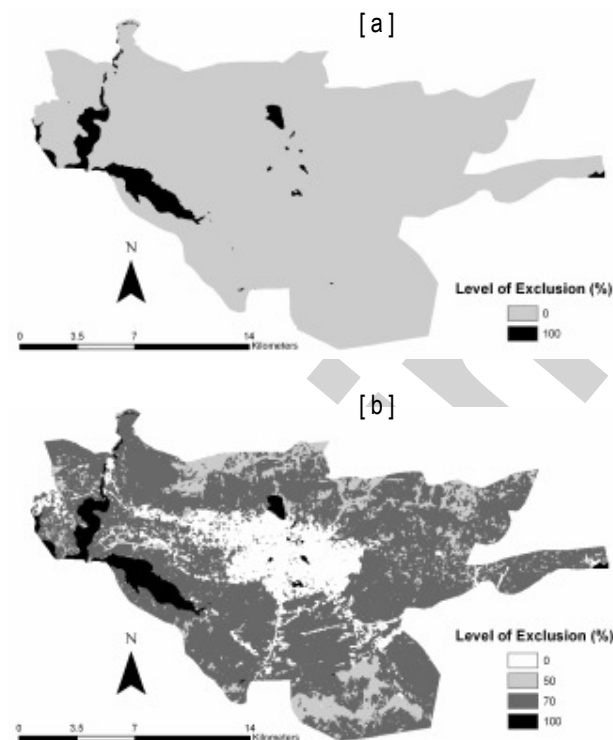 [a]
N
Level of Exclusion (%)
0
100
0 3.5 7 14
Kilometers
[b]
N
Level of Exclusion (%)
0
50
70
100
0 3.5 7 14
Kilometers